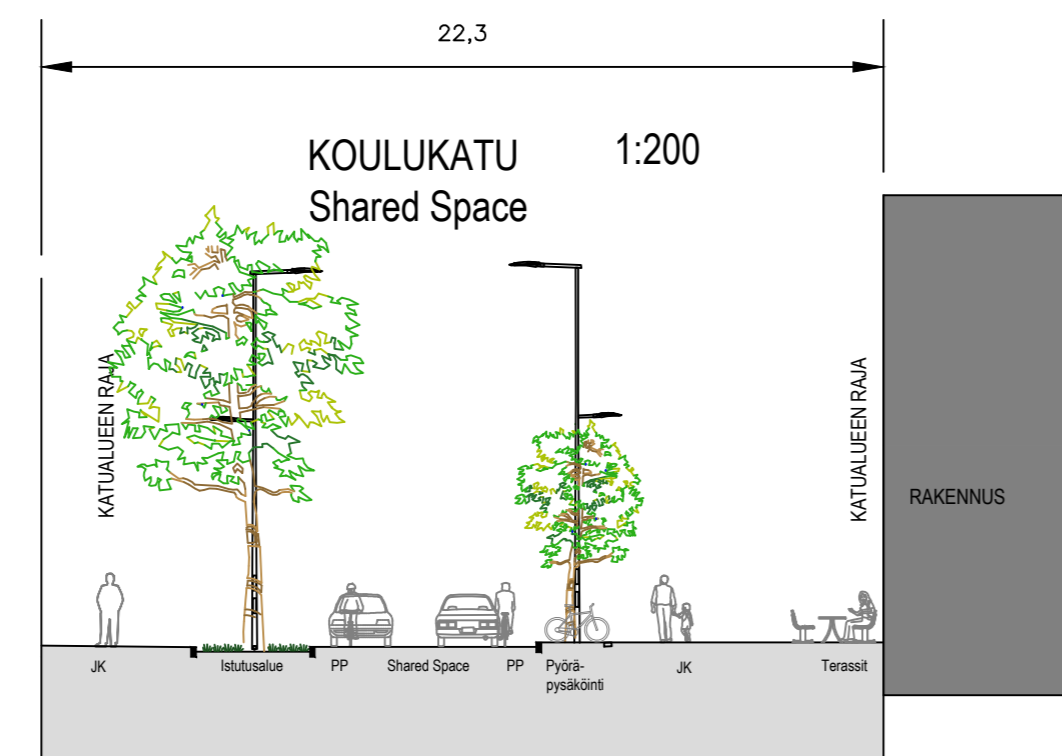 22,3
KOULUKATU 1:200
Shared Space
KATUALUEEN RAJA
KATUALUEEN RAJA
RAKENNUS
JK Istutusalue PP Shared Space PP Pyörä- JK Terassit
pysäköinti